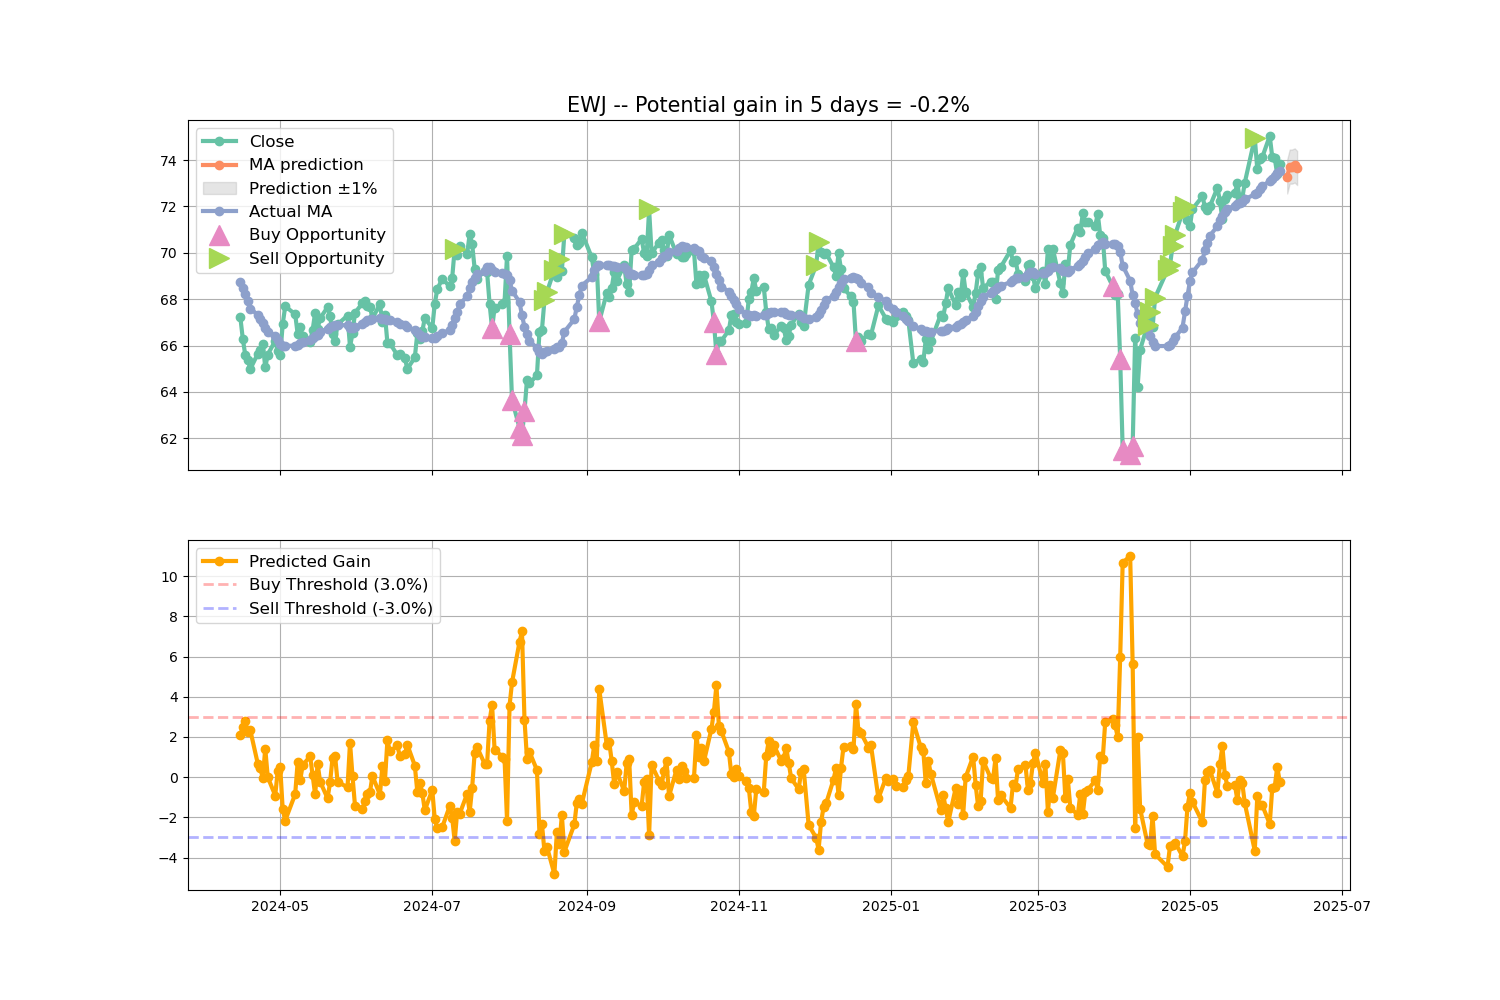 EWJ -- Potential gain in 5 days = -0.2%
Close
MA prediction
Prediction ±1%
Actual MA
Buy Opportunity
Sell Opportunity
74
72
70
68
66
64
62
Predicted Gain
Buy Threshold (3.0%)
Sell Threshold (-3.0%)
10
8
6
4
2
0
−2
−4
2024-05 2024-07 2024-09 2024-11 2025-01 2025-03 2025-05 2025-07